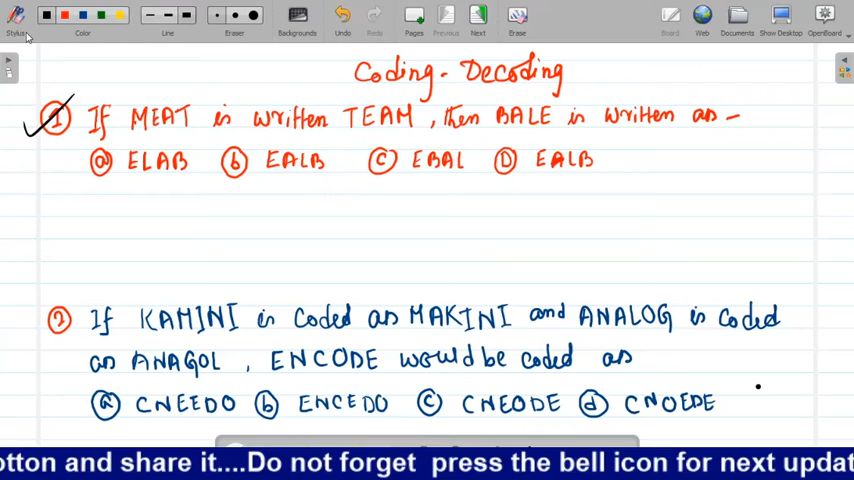 Stylus
Color
Line
Eraser
Backgrounds
Undo
Redo
Pages
Previous
Next
Erase
Board
Web
Documents
Show Desktop
OpenBoard
Coding - Decoding
1 If MEAT is written TEAM, then BALE is written as -
a ELAB b EALB c EBAL D EALB
2 If KAMINI is coded as MAKINI and ANALOG is coded
as ANAGOL , ENCODE would be coded as
a CNEEDO b ENCEDO c CNEODE d CNOEDE
otton and share it....Do not forget press the bell icon for next updat